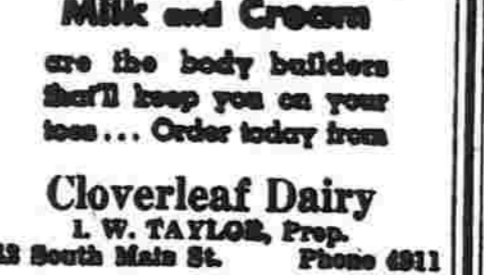 Milk and Cream
are the body builders
that'll keep you on your
toes... Order today from
Cloverleaf Dairy
I. W. TAYLOR, Prop.
12 South Main St. Phone 4911